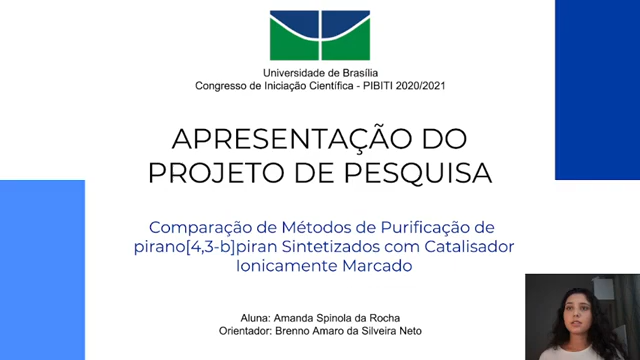 Universidade de Brasília
Congresso de Iniciação Científica - PIBITI 2020/2021
APRESENTAÇÃO DO
PROJETO DE PESQUISA
Comparação de Métodos de Purificação de
pirano[4,3-b]piran Sintetizados com Catalisador
Ionicamente Marcado
Aluna: Amanda Spinola da Rocha
Orientador: Brenno Amaro da Silveira Neto